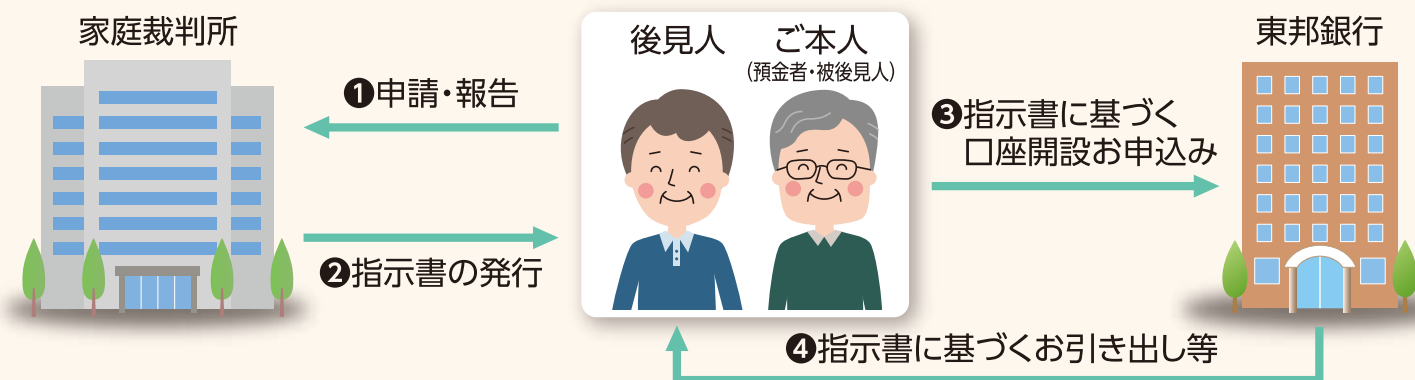 家庭裁判所
後見人
ご本人
(預金者・被後見人)
東邦銀行
❶申請・報告
❷指示書の発行
❸指示書に基づく
口座開設お申込み
❹指示書に基づくお引き出し等